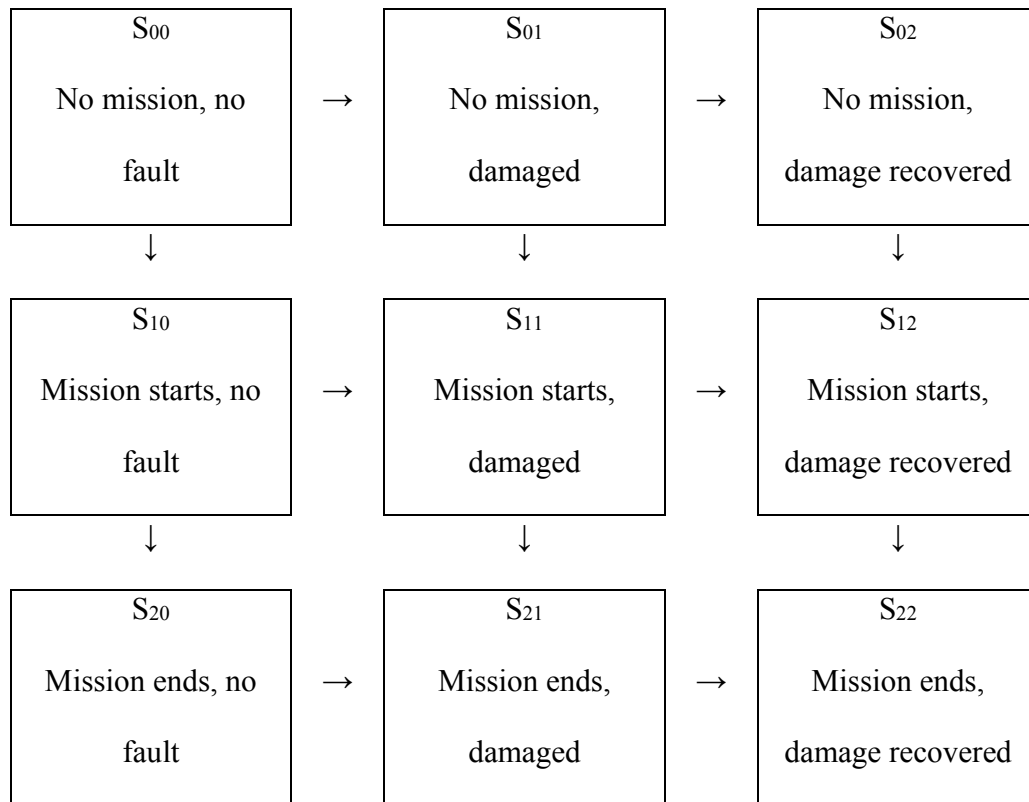 S00
No mission, no
fault
→
S01
No mission,
damaged
→
S02
No mission,
damage recovered
↓ ↓ ↓
S10
Mission starts, no
fault
→
S11
Mission starts,
damaged
→
S12
Mission starts,
damage recovered
↓ ↓ ↓
S20
Mission ends, no
fault
→
S21
Mission ends,
damaged
→
S22
Mission ends,
damage recovered